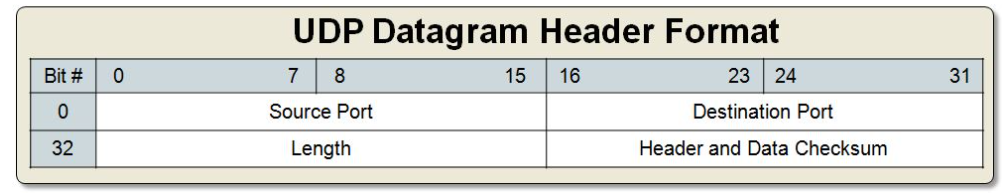 UDP Datagram Header Format
Bit # 0 7 8 15 16 23 24 31
0 Source Port Destination Port
32 Length Header and Data Checksum